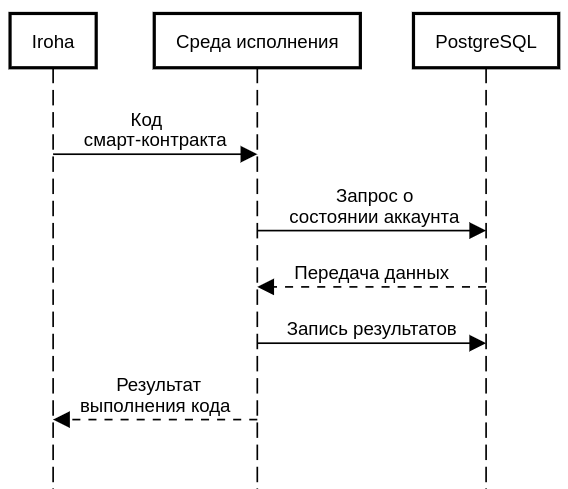 Iroha
Среда исполнения
PostgreSQL
Код
смарт-контракта
Запрос о
состоянии аккаунта
Передача данных
Запись результатов
Результат
выполнения кода